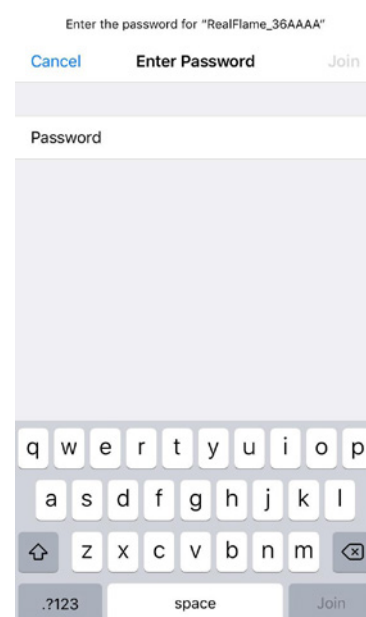 Enter the password for “RealFlame_36AAAA”
Cancel Enter Password Join
Password
q w e r t y u i o p
a s d f g h j k l
z x c v b n m
.?123 space Join